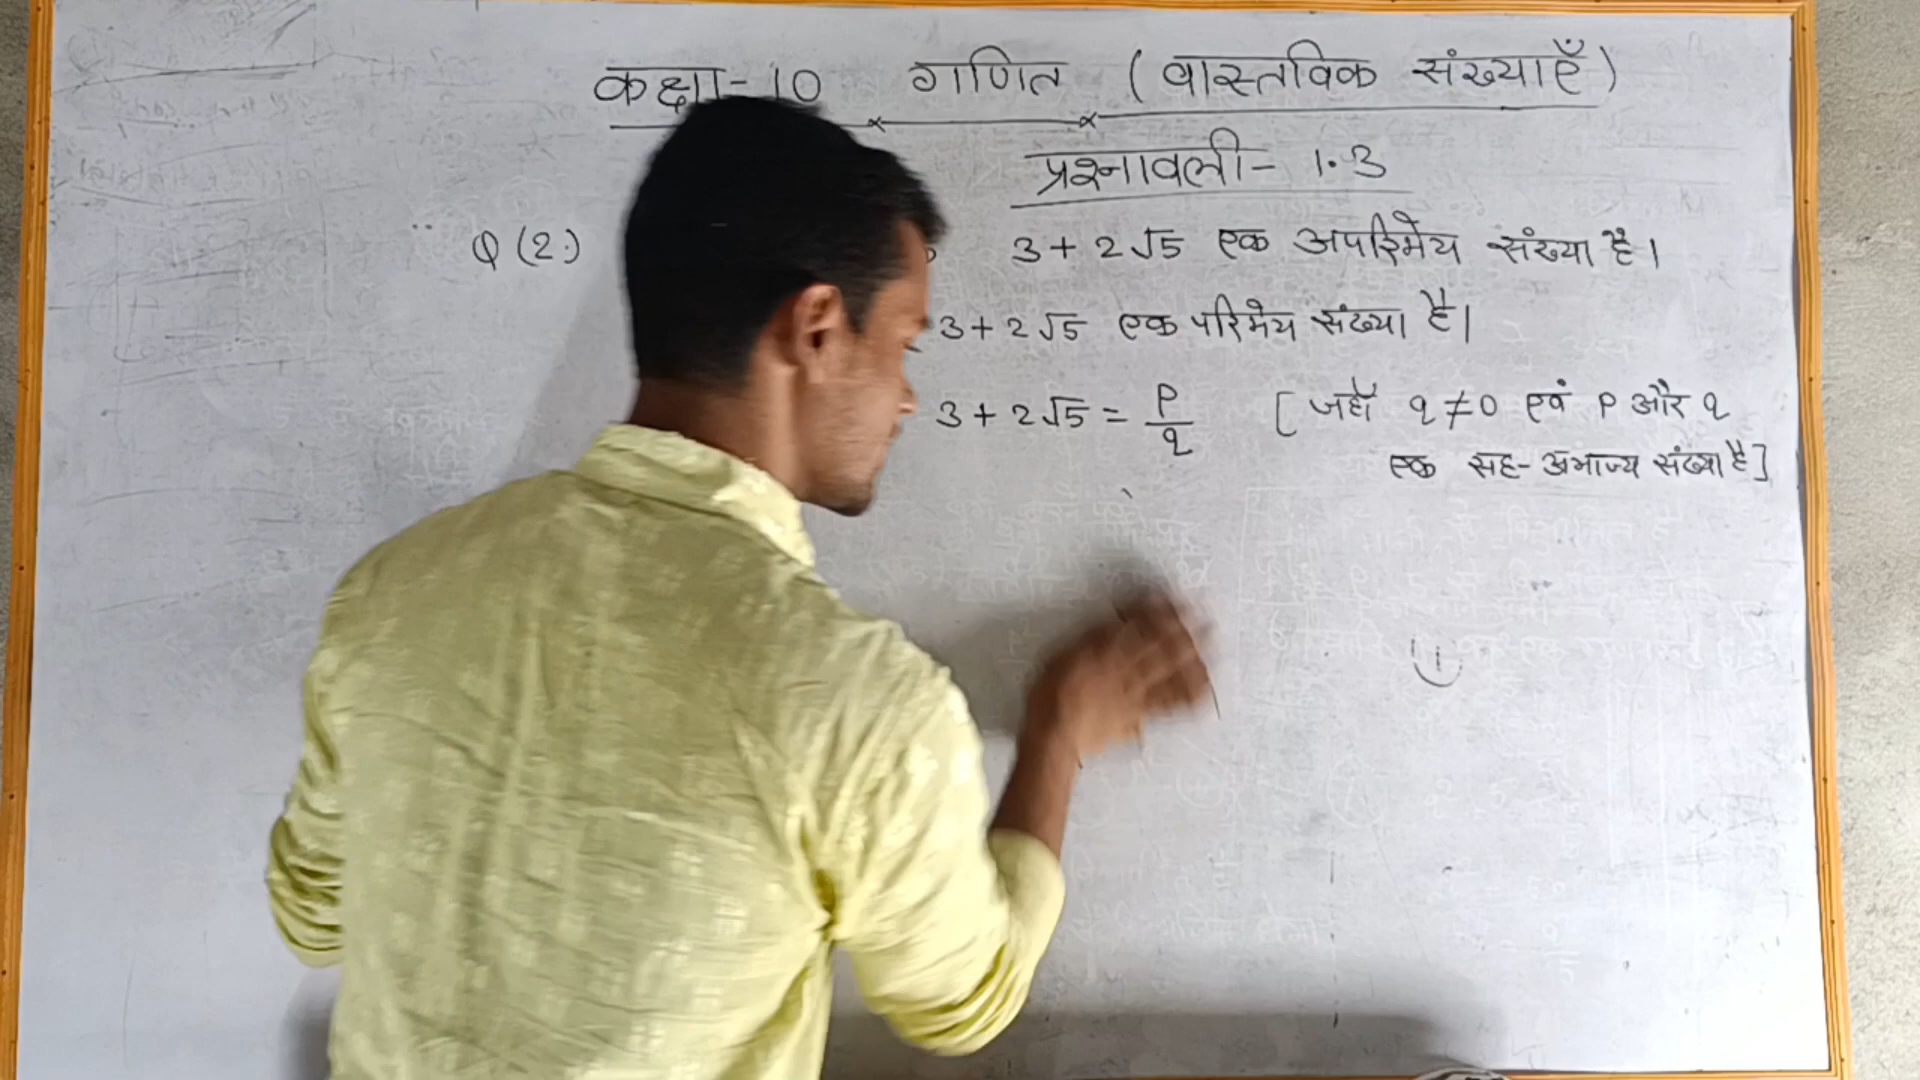 कक्षा-10 गणित (वास्तविक संख्याएँ)
प्रश्नावली- 1.3
Q (2.) 3 + 2√5 एक अपरिमेय संख्या है।
3 + 2√5 एक परिमेय संख्या है।
3 + 2√5 = p/q [जहाँ q ≠ 0 एवं p और q
एक सह-अभाज्य संख्या है]